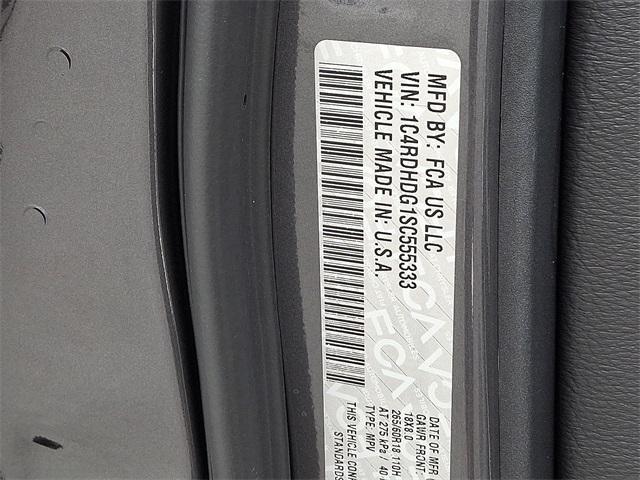 MFD BY: FCA US LLC
VIN: 1C4RDHDG1SC555333
VEHICLE MADE IN: U.S.A.
DATE OF MFR
GAWR FRONT:
18X8.0
265/60R18 110H
AT 275 kPa / 40
TYPE: MPV
THIS VEHICLE
STANDARDS